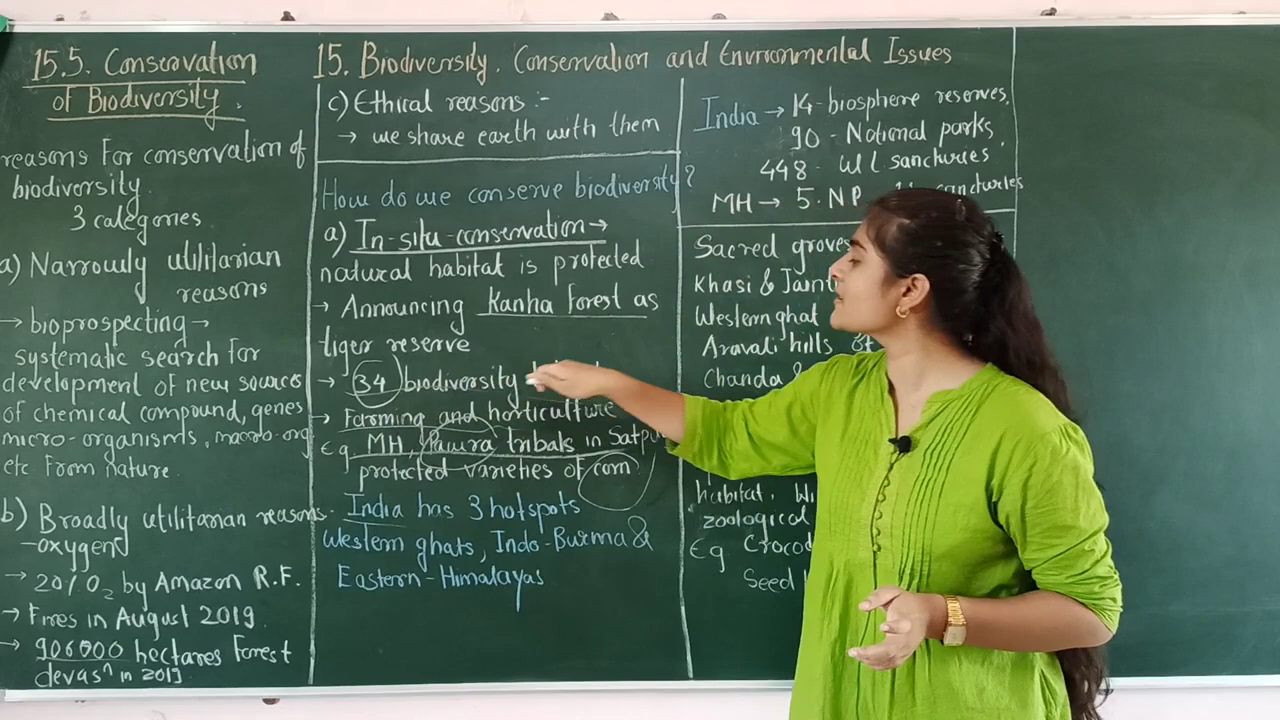 15.5. Conservation
of Biodiversity.
reasons For conservation of
biodiversity.
3 categories
a) Narrowly utilitarian
reasons
→ bioprospecting →
systematic search for
development of new sources
of chemical compound, genes
micro-organisms, macro-org
etc From nature.
b) Broadly utilitarian reasons.
-oxygen
→ 20% O₂ by Amazon R.F.
→ Fires in August 2019.
→ 906000 hectares Forest
devasⁿ in 2019
15. Biodiversity, Conservation and Environmental Issues
c) Ethical reasons :-
→ we share earth with them
How do we conserve biodiversity?
a) In-situ-conservation→
natural habitat is protected
→ Announcing Kanha Forest as
tiger reserve
→ 34 biodiversity
→ Farming and horticulture
Eg MH, Pawra tribals in
protected varieties of corn
India has 3 hotspots
Western ghats, Indo-Burma &
Eastern-Himalayas
India → 14-biosphere reserves,
90 - National parks
448 - WL sancturies.
MH → 5. NP sancturies
Sacred groves
Khasi &
Western ghat
Aravali hills of
Chanda &
habitat.
zoological
Eg
Seed